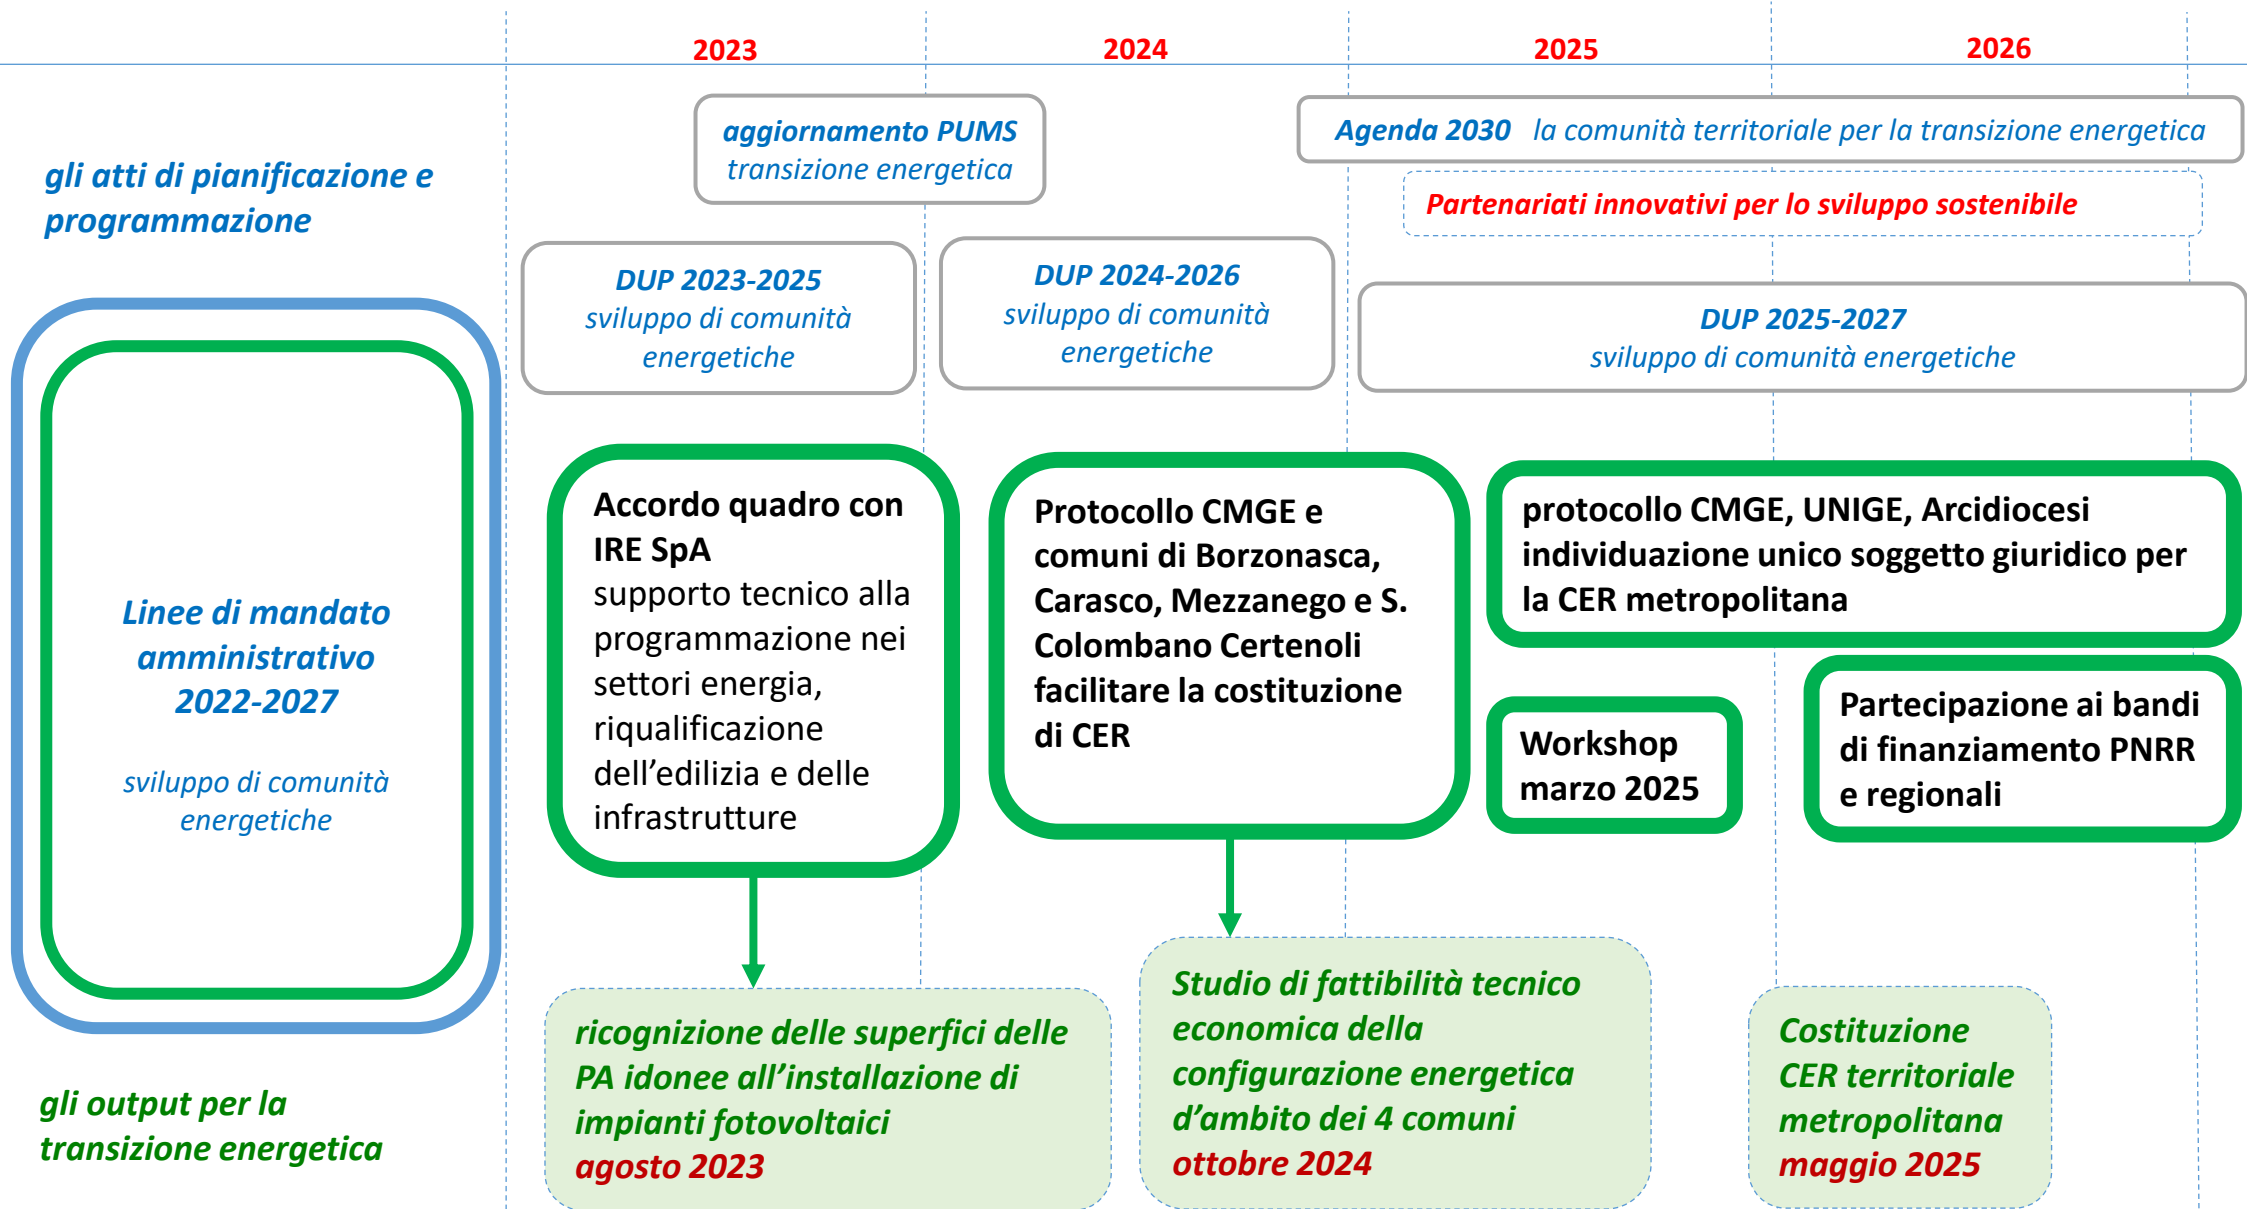 2023
2024
2025
2026
aggiornamento PUMS
transizione energetica
Agenda 2030 la comunità territoriale per la transizione energetica
Partenariati innovativi per lo sviluppo sostenibile
gli atti di pianificazione e
programmazione
DUP 2023-2025
sviluppo di comunità
energetiche
DUP 2024-2026
sviluppo di comunità
energetiche
DUP 2025-2027
sviluppo di comunità energetiche
Linee di mandato
amministrativo
2022-2027
sviluppo di comunità
energetiche
Accordo quadro con
IRE SpA
supporto tecnico alla
programmazione nei
settori energia,
riqualificazione
dell’edilizia e delle
infrastrutture
Protocollo CMGE e
comuni di Borzonasca,
Carasco, Mezzanego e S.
Colombano Certenoli
facilitare la costituzione
di CER
protocollo CMGE, UNIGE, Arcidiocesi
individuazione unico soggetto giuridico per
la CER metropolitana
Workshop
marzo 2025
Partecipazione ai bandi
di finanziamento PNRR
e regionali
gli output per la
transizione energetica
ricognizione delle superfici delle
PA idonee all’installazione di
impianti fotovoltaici
agosto 2023
Studio di fattibilità tecnico
economica della
configurazione energetica
d’ambito dei 4 comuni
ottobre 2024
Costituzione
CER territoriale
metropolitana
maggio 2025